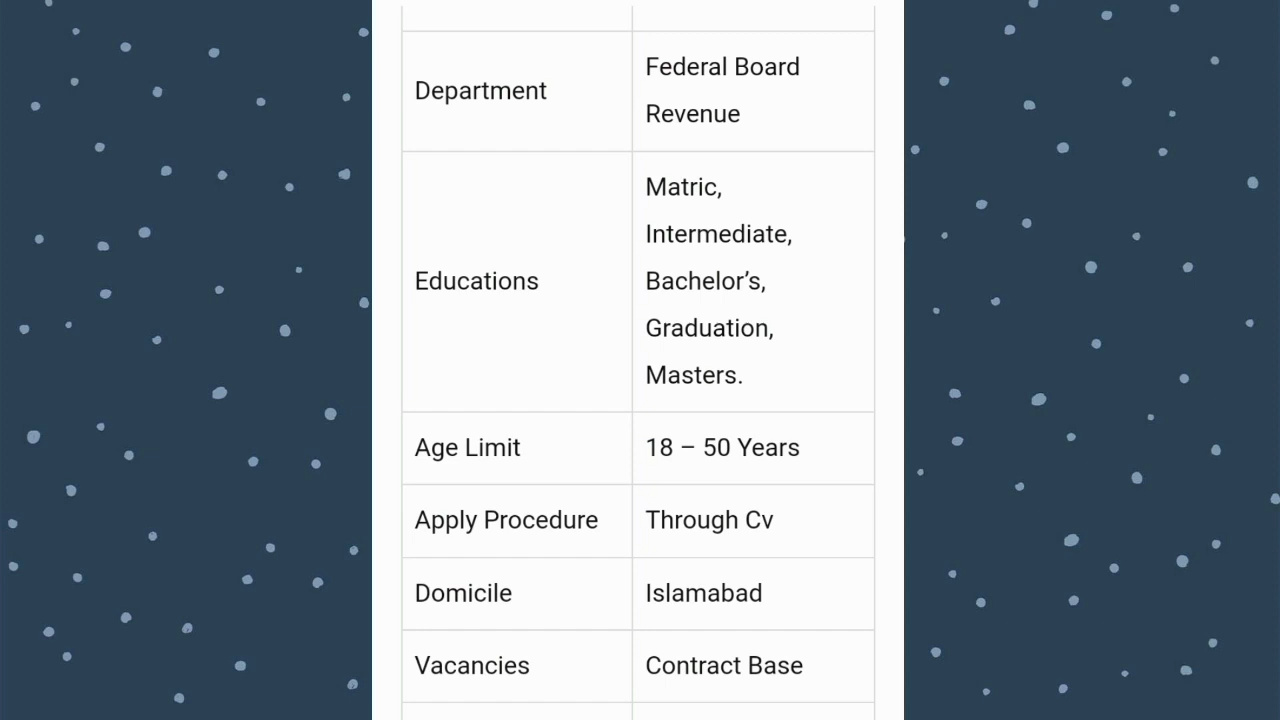 Department
Federal Board
Revenue
Educations
Matric,
Intermediate,
Bachelor’s,
Graduation,
Masters.
Age Limit
18 – 50 Years
Apply Procedure
Through Cv
Domicile
Islamabad
Vacancies
Contract Base